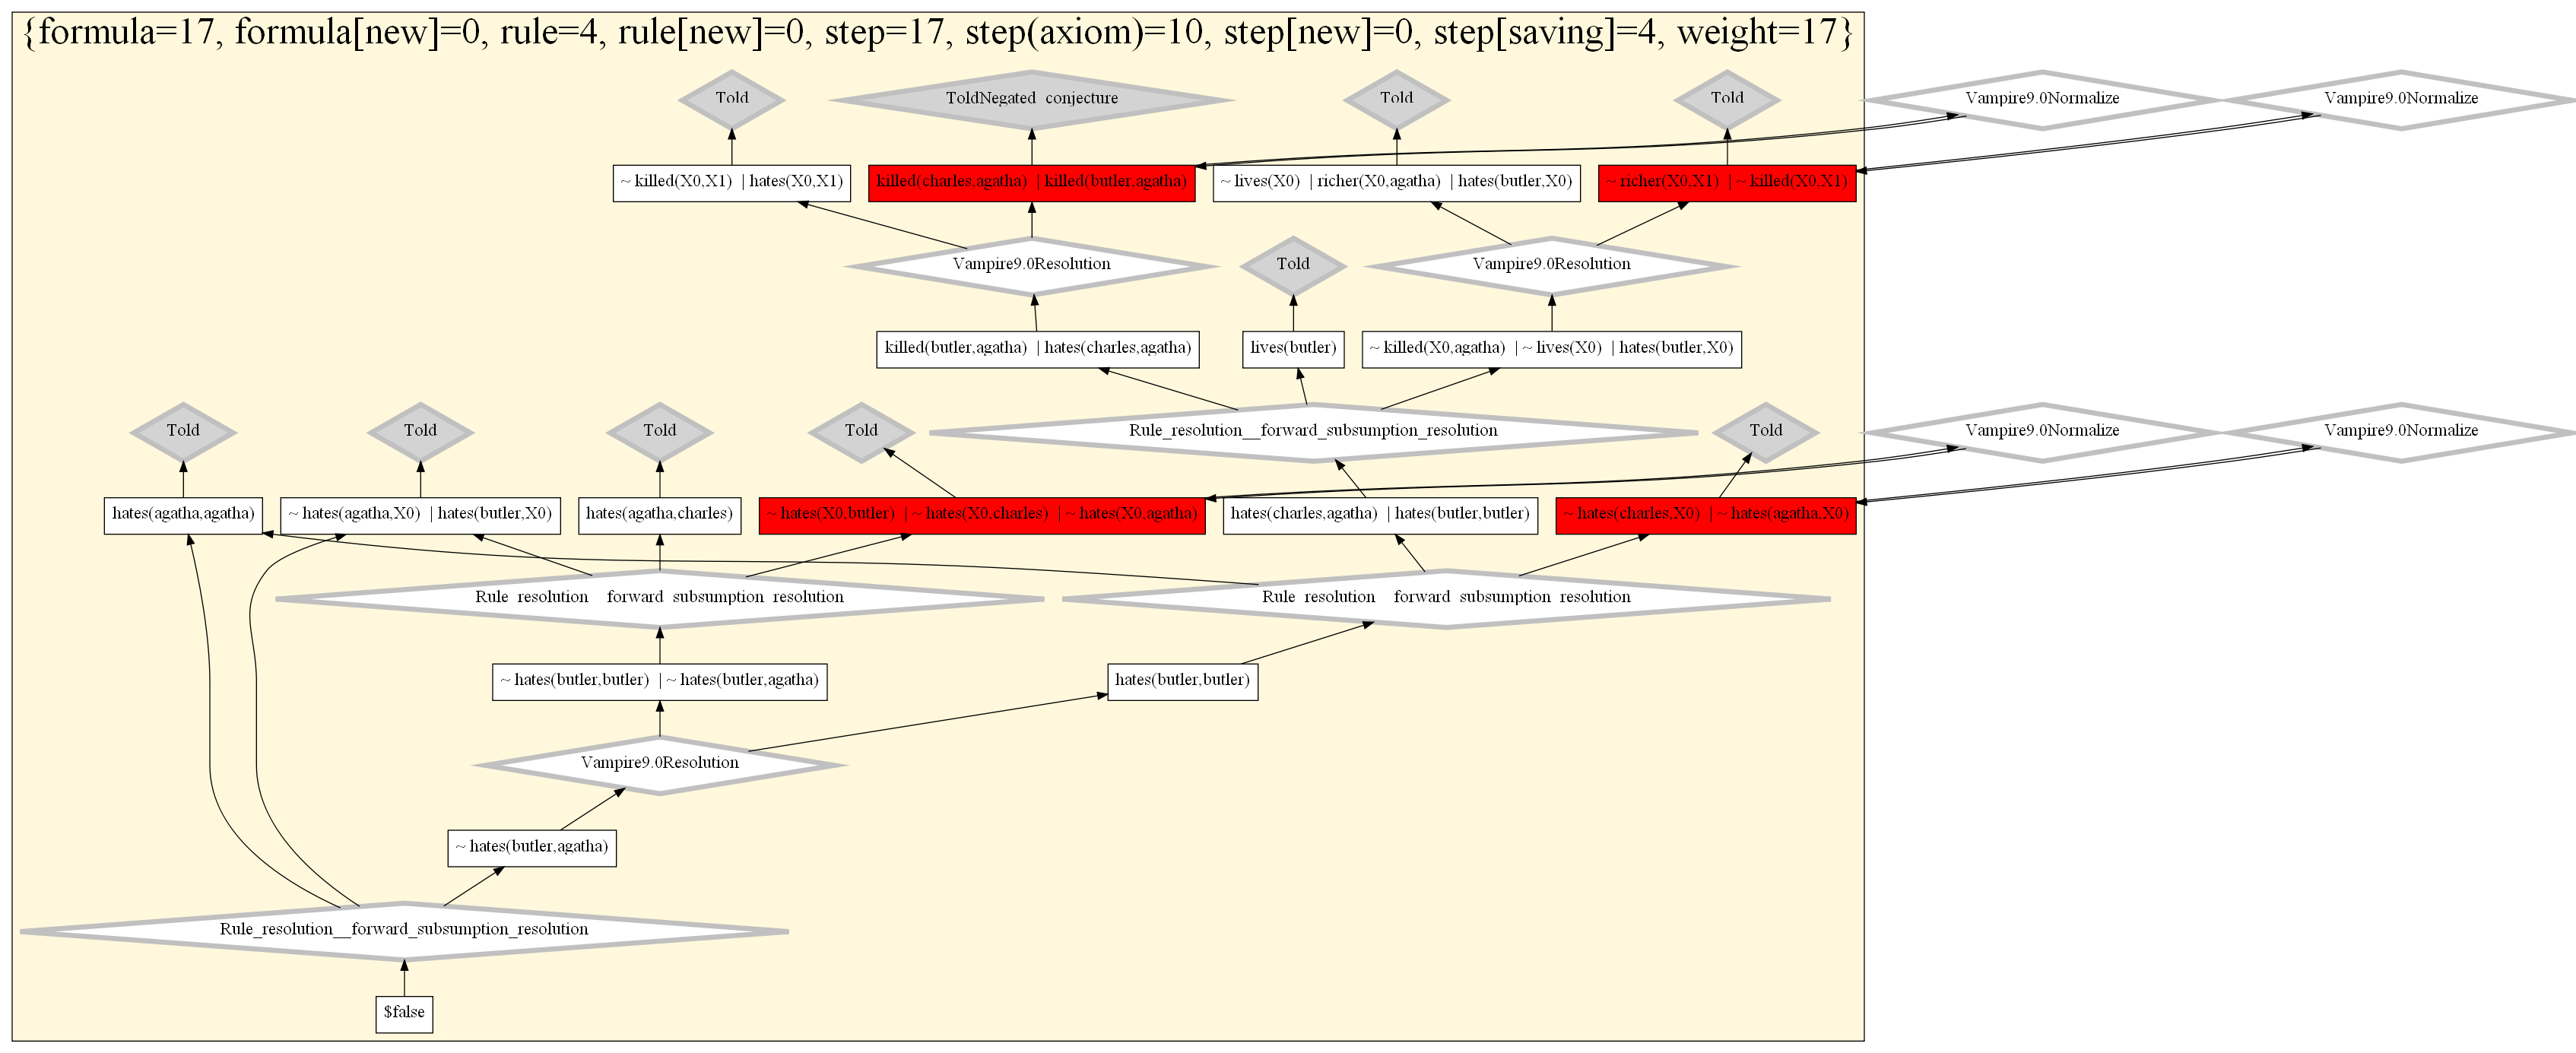 {formula=17, formula[new]=0, rule=4, rule[new]=0, step=17, step(axiom)=10, step[new]=0, step[saving]=4, weight=17}
Told
ToldNegated conjecture
Told
Told
Vampire9.0Normalize
Vampire9.0Normalize
~ killed(X0,X1) | hates(X0,X1)
killed(charles,agatha) | killed(butler,agatha)
~ lives(X0) | richer(X0,agatha) | hates(butler,X0)
~ richer(X0,X1) | ~ killed(X0,X1)
Vampire9.0Resolution
Told
Vampire9.0Resolution
killed(butler,agatha) | hates(charles,agatha)
lives(butler)
~ killed(X0,agatha) | ~ lives(X0) | hates(butler,X0)
Told
Told
Told
Told
Rule_resolution__forward_subsumption_resolution
Told
Vampire9.0Normalize
Vampire9.0Normalize
hates(agatha,agatha)
~ hates(agatha,X0) | hates(butler,X0)
hates(agatha,charles)
~ hates(X0,butler) | ~ hates(X0,charles) | ~ hates(X0,agatha)
hates(charles,agatha) | hates(butler,butler)
~ hates(charles,X0) | ~ hates(agatha,X0)
Rule resolution forward subsumption resolution
Rule resolution forward subsumption resolution
~ hates(butler,butler) | ~ hates(butler,agatha)
hates(butler,butler)
Vampire9.0Resolution
~ hates(butler,agatha)
Rule_resolution__forward_subsumption_resolution
$false